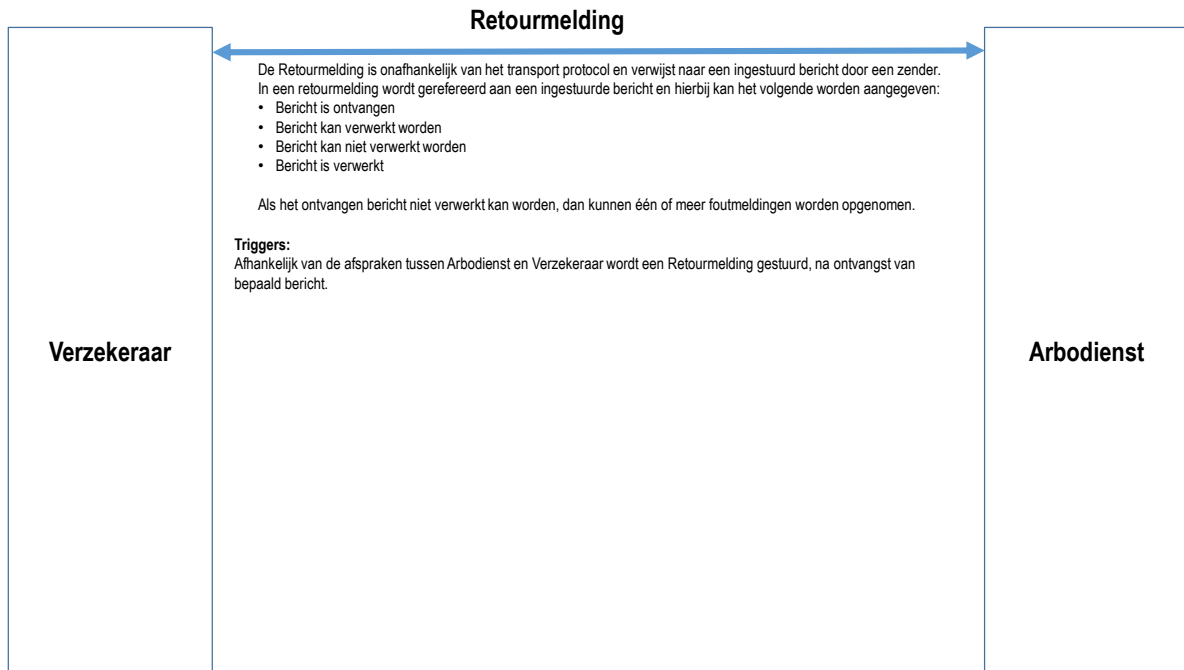 Retourmelding
De Retourmelding is onafhankelijk van het transport protocol en verwijst naar een ingestuurd bericht door een zender.
In een retourmelding wordt gerefereerd aan een ingestuurde bericht en hierbij kan het volgende worden aangegeven:
• Bericht is ontvangen
• Bericht kan verwerkt worden
• Bericht kan niet verwerkt worden
• Bericht is verwerkt
Als het ontvangen bericht niet verwerkt kan worden, dan kunnen één of meer foutmeldingen worden opgenomen.
Triggers:
Afhankelijk van de afspraken tussen Arbodienst en Verzekeraar wordt een Retourmelding gestuurd, na ontvangst van
bepaald bericht.
Verzekeraar
Arbodienst